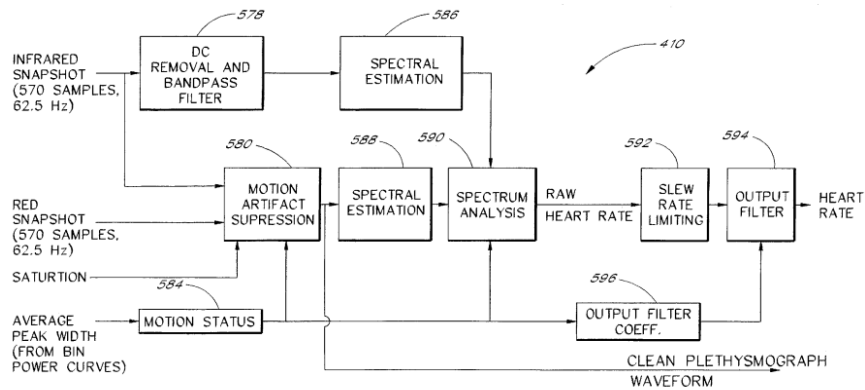 578
586
410
INFRARED
SNAPSHOT
(570 SAMPLES,
62.5 Hz)
DC
REMOVAL AND
BANDPASS
FILTER
SPECTRAL
ESTIMATION
580
588
590
592
594
RED
SNAPSHOT
(570 SAMPLES,
62.5 Hz)
MOTION
ARTIFACT
SUPRESSION
SPECTRAL
ESTIMATION
SPECTRUM
ANALYSIS
RAW
HEART RATE
SLEW
RATE
LIMITING
OUTPUT
FILTER
HEART
RATE
SATURTION
584
596
AVERAGE
PEAK WIDTH
(FROM BIN
POWER CURVES)
MOTION STATUS
OUTPUT FILTER
COEFF.
CLEAN PLETHYSMOGRAPH
WAVEFORM